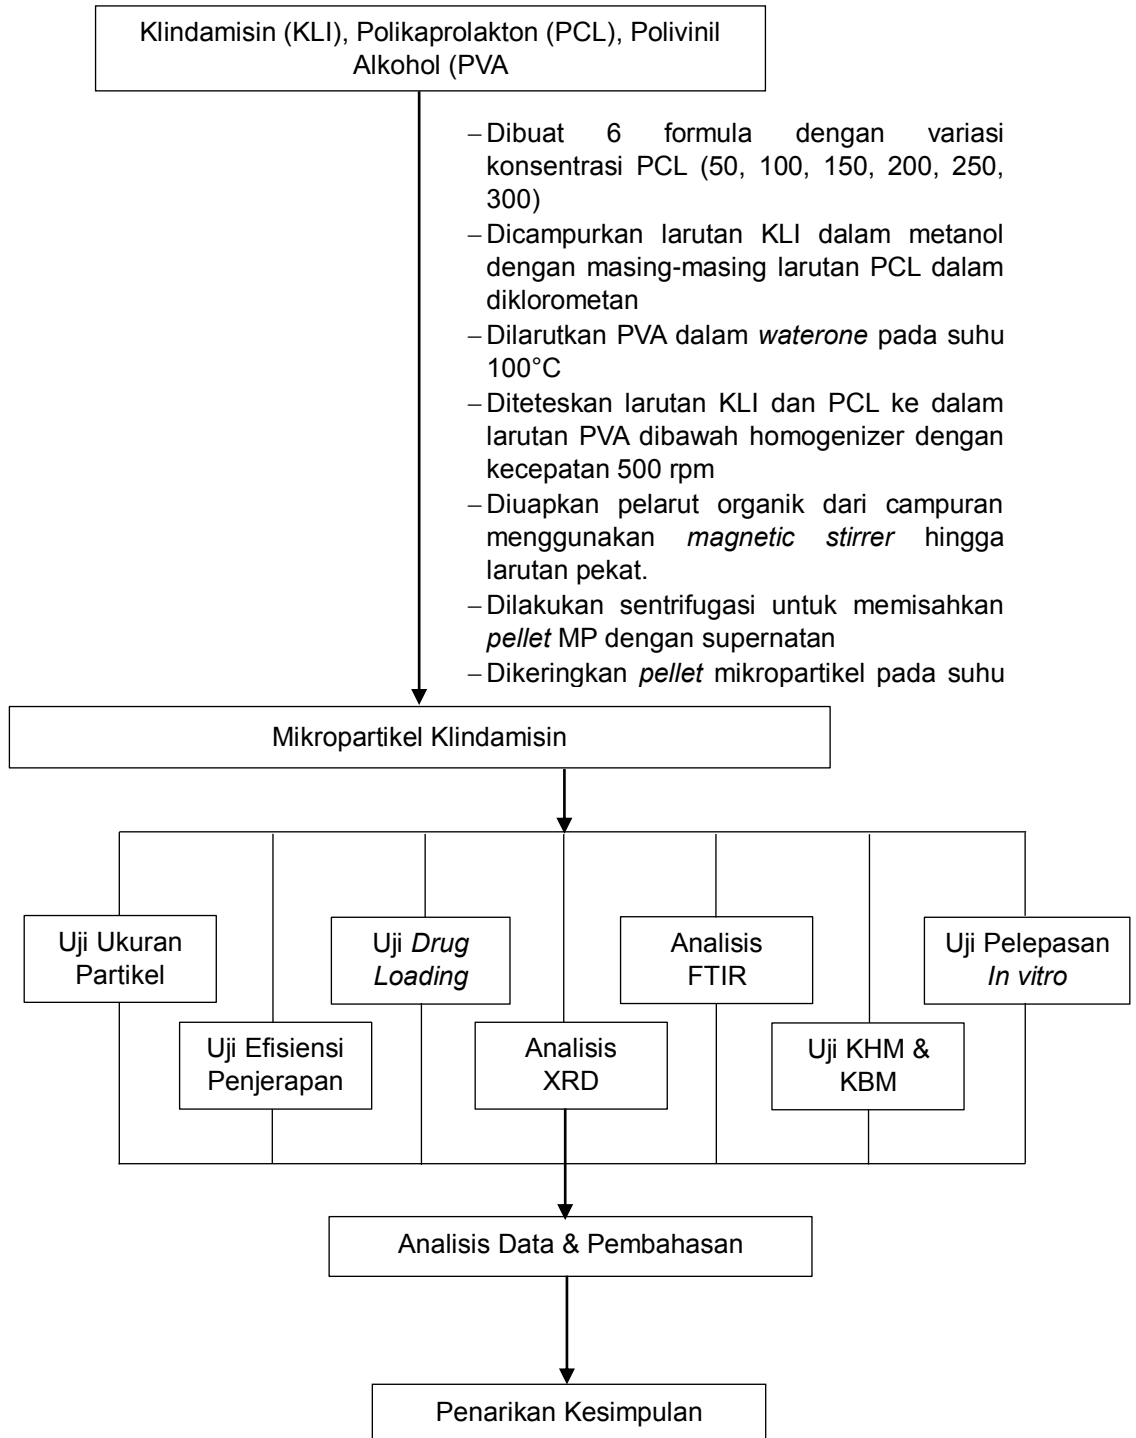 Klindamisin (KLI), Polikaprolakton (PCL), Polivinil
Alkohol (PVA
– Dibuat 6 formula dengan variasi
konsentrasi PCL (50, 100, 150, 200, 250,
300)
– Dicampurkan larutan KLI dalam metanol
dengan masing-masing larutan PCL dalam
diklorometan
– Dilarutkan PVA dalam waterone pada suhu
100°C
– Diteteskan larutan KLI dan PCL ke dalam
larutan PVA dibawah homogenizer dengan
kecepatan 500 rpm
– Diuapkan pelarut organik dari campuran
menggunakan magnetic stirrer hingga
larutan pekat.
– Dilakukan sentrifugasi untuk memisahkan
pellet MP dengan supernatan
– Dikeringkan pellet mikropartikel pada suhu
Mikropartikel Klindamisin
Uji Ukuran
Partikel
Uji Efisiensi
Penjerapan
Uji Drug
Loading
Analisis
XRD
Analisis
FTIR
Uji KHM &
KBM
Uji Pelepasan
In vitro
Analisis Data & Pembahasan
Penarikan Kesimpulan